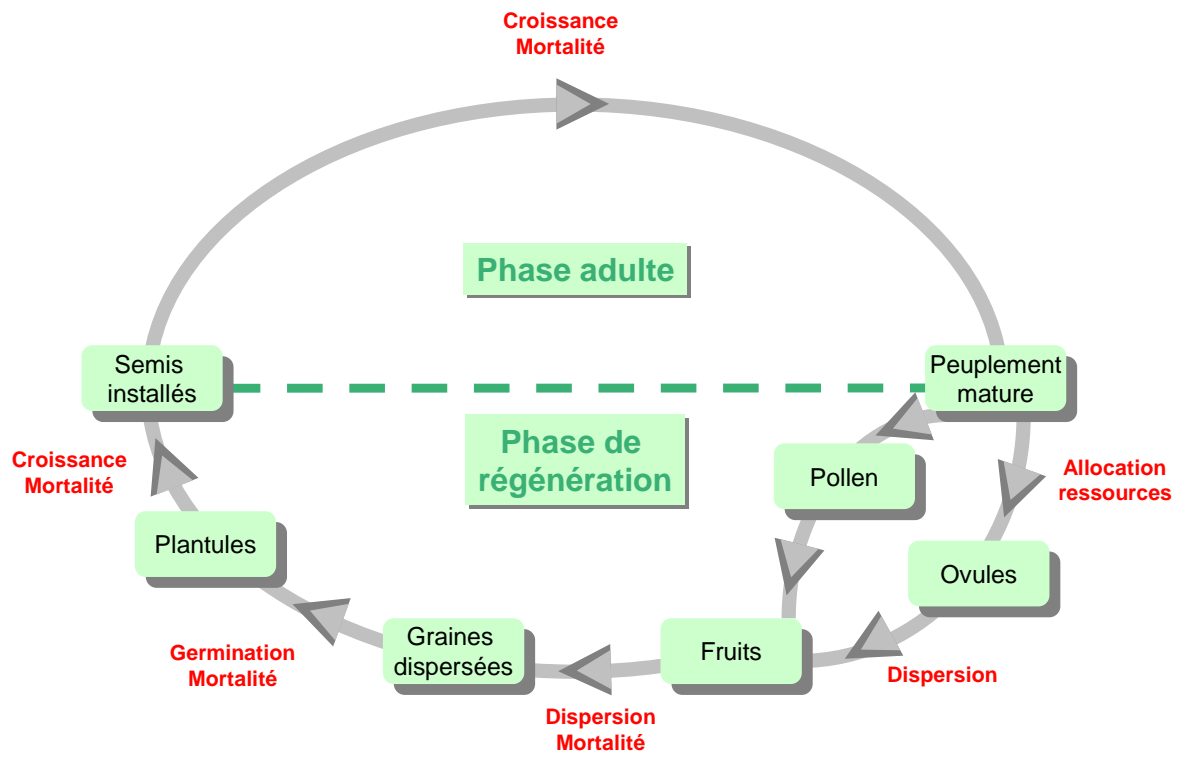 Croissance
Mortalité
Phase adulte
Semis
installés
Peuplement
mature
Phase de
régénération
Croissance
Mortalité
Pollen
Allocation
ressources
Plantules
Ovules
Graines
dispersées
Fruits
Germination
Mortalité
Dispersion
Dispersion
Mortalité